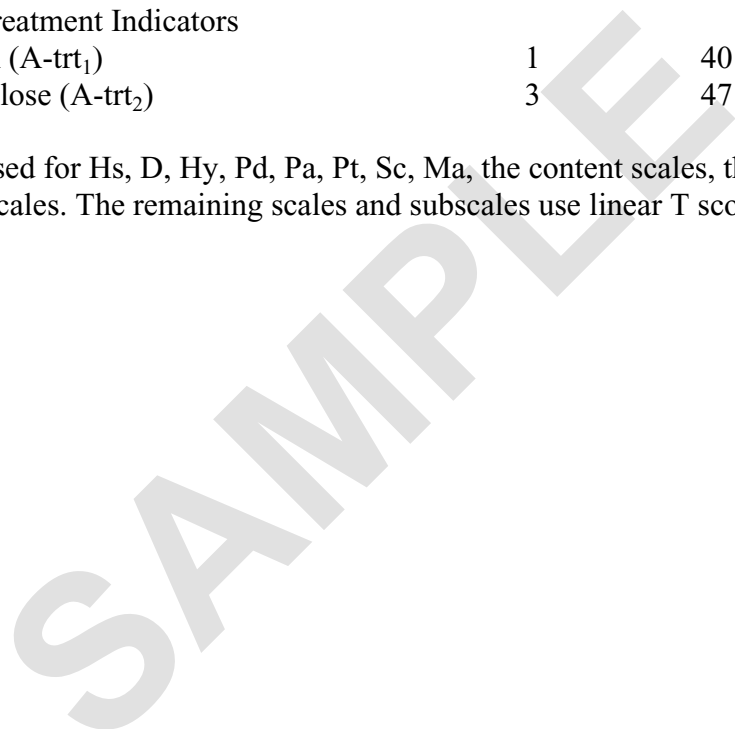 reatment Indicators
(A-trt₁) 1 40
lose (A-trt₂) 3 47
sed for Hs, D, Hy, Pd, Pa, Pt, Sc, Ma, the content scales, th
cales. The remaining scales and subscales use linear T sco
SAMPLE